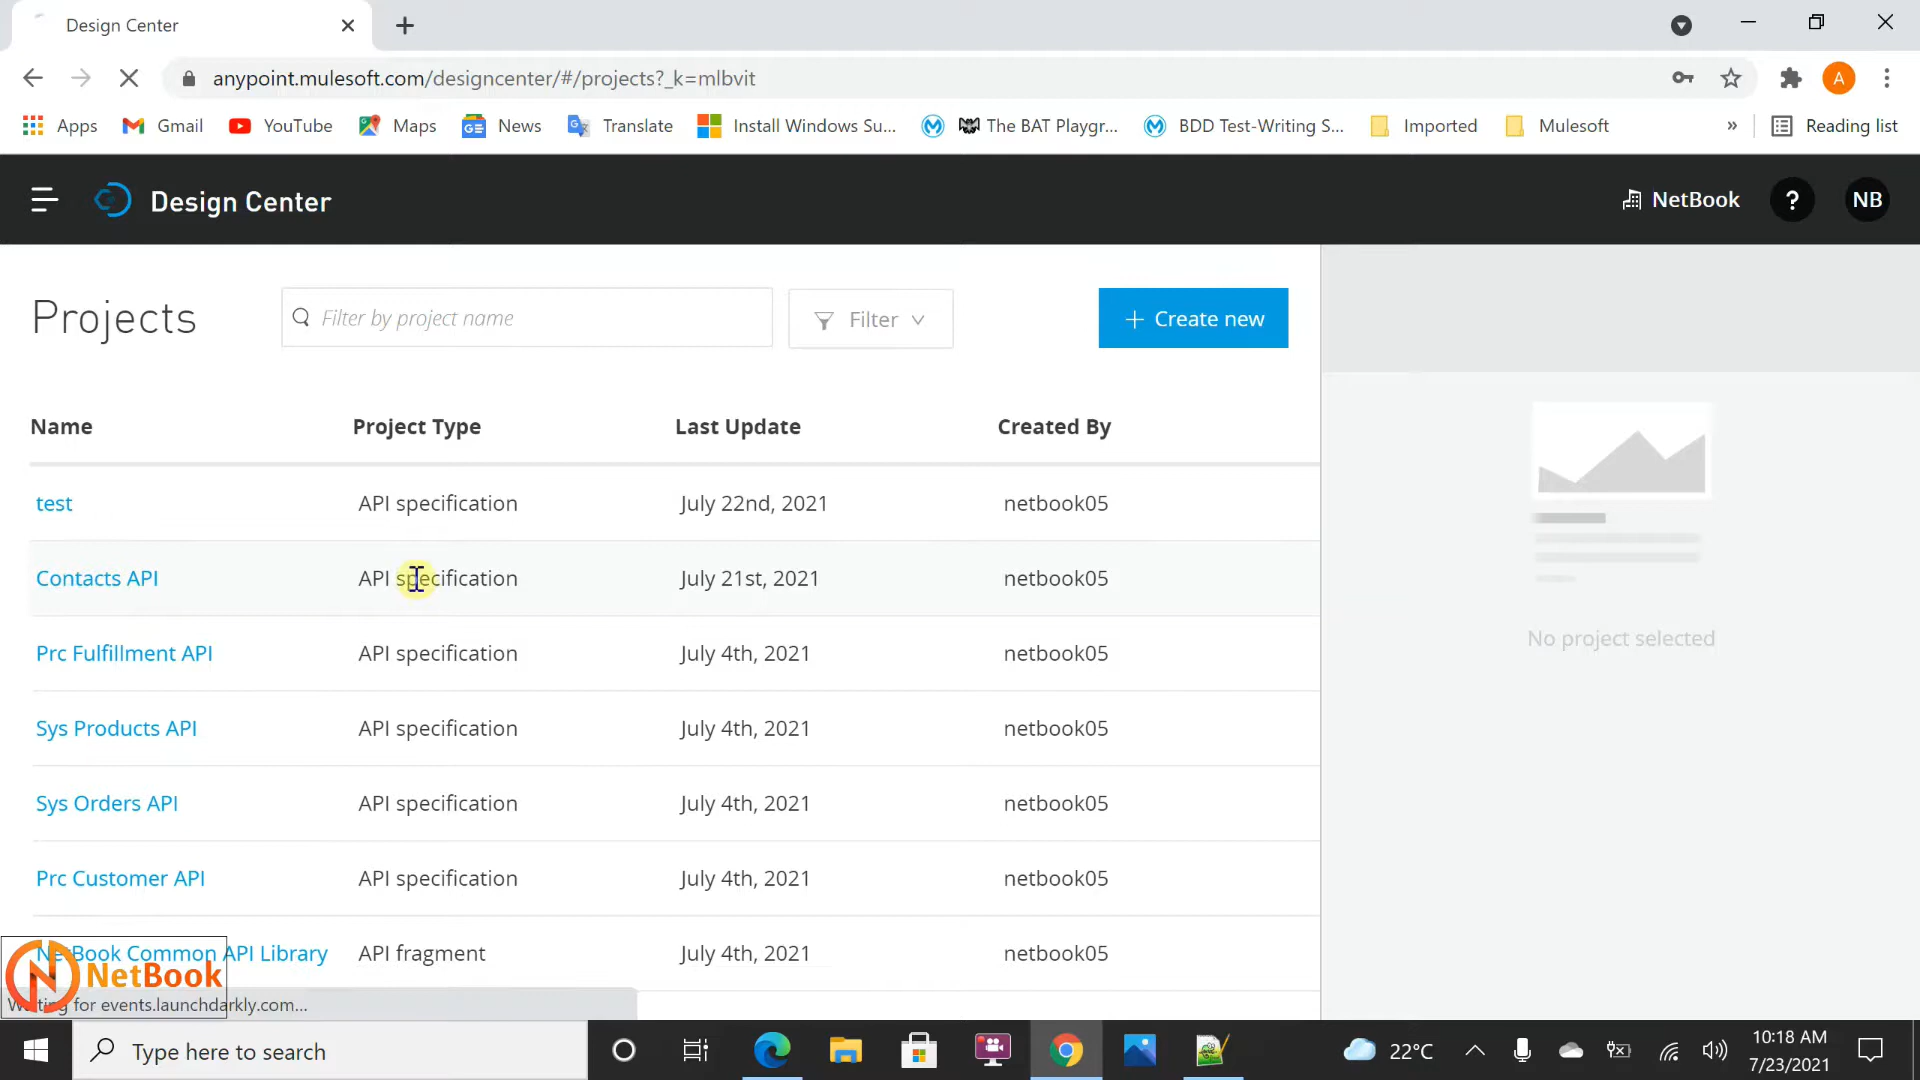 Design Center
anypoint.mulesoft.com/designcenter/#/projects?_k=mlbvit
A
Apps Gmail YouTube Maps News Translate Install Windows Su... The BAT Playgr... BDD Test-Writing S... Imported Mulesoft » Reading list
Design Center NetBook ? NB
Projects Filter by project name Filter + Create new
Name Project Type Last Update Created By
test API specification July 22nd, 2021 netbook05
Contacts API API specification July 21st, 2021 netbook05
Prc Fulfillment API API specification July 4th, 2021 netbook05
Sys Products API API specification July 4th, 2021 netbook05
Sys Orders API API specification July 4th, 2021 netbook05
Prc Customer API API specification July 4th, 2021 netbook05
NetBook Common API Library API fragment July 4th, 2021 netbook05
No project selected
NetBook
Waiting for events.launchdarkly.com...
Type here to search
22°C
10:18 AM
7/23/2021